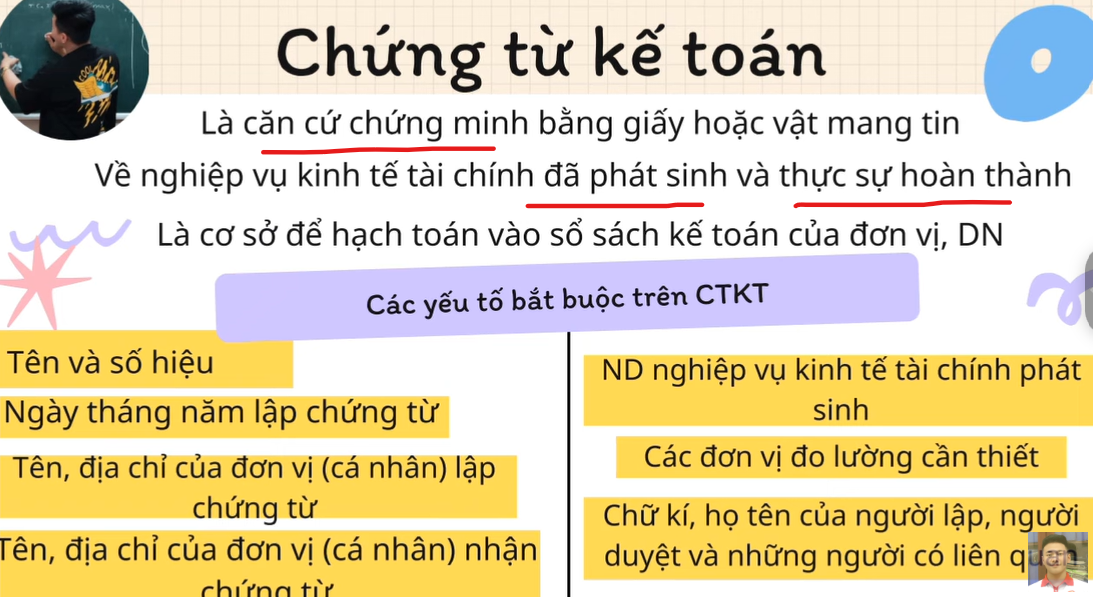 Chứng từ kế toán
Là căn cứ chứng minh bằng giấy hoặc vật mang tin
Về nghiệp vụ kinh tế tài chính đã phát sinh và thực sự hoàn thành
Là cơ sở để hạch toán vào sổ sách kế toán của đơn vị, DN
Các yếu tố bắt buộc trên CTKT
Tên và số hiệu
Ngày tháng năm lập chứng từ
Tên, địa chỉ của đơn vị (cá nhân) lập
chứng từ
Tên, địa chỉ của đơn vị (cá nhân) nhận
chứng từ
ND nghiệp vụ kinh tế tài chính phát
sinh
Các đơn vị đo lường cần thiết
Chữ kí, họ tên của người lập, người
duyệt và những người có liên quan